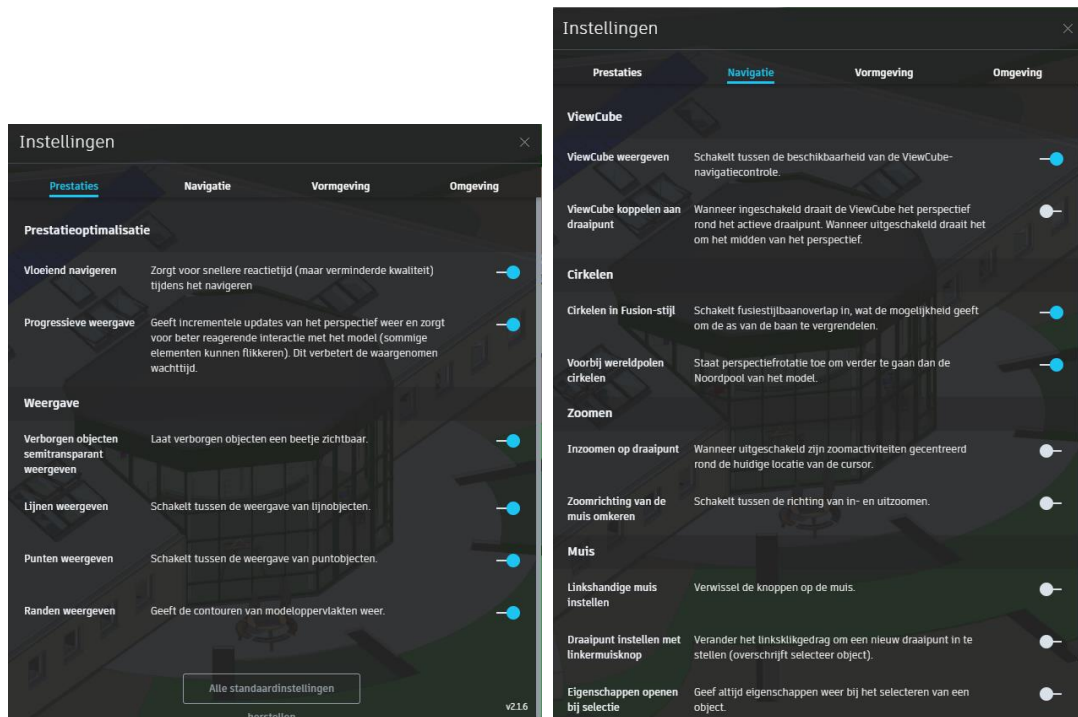 Instellingen
Prestaties Navigatie Vormgeving Omgeving
Prestatieoptimalisatie
Vloeiend navigeren
Zorgt voor snellere reactietijd (maar verminderde kwaliteit)
tijdens het navigeren
Progressieve weergave
Geeft incrementele updates van het perspectief weer en zorgt
voor beter reagerende interactie met het model (sommige
elementen kunnen flikkeren). Dit verbetert de waargenomen
wachttijd.
Weergave
Verborgen objecten
semitransparant
weergeven
Laat verborgen objecten een beetje zichtbaar.
Lijnen weergeven
Schakelt tussen de weergave van lijnobjecten.
Punten weergeven
Schakelt tussen de weergave van puntobjecten.
Randen weergeven
Geeft de contouren van modeloppervlakten weer.
Alle standaardinstellingen
herstellen
v2.1.6
Instellingen
Prestaties Navigatie Vormgeving Omgeving
ViewCube
ViewCube weergeven
Schakelt tussen de beschikbaarheid van de ViewCube-
navigatiecontrole.
ViewCube koppelen aan
draaipunt
Wanneer ingeschakeld draait de ViewCube het perspectief
rond het actieve draaipunt. Wanneer uitgeschakeld draait het
om het midden van het perspectief.
Cirkelen
Cirkelen in Fusion-stijl
Schakelt fusiestijlbaanoverlap in, wat de mogelijkheid geeft
om de as van de baan te vergrendelen.
Voorbij wereldpolen
cirkelen
Staat perspectiefrotatie toe om verder te gaan dan de
Noordpool van het model.
Zoomen
Inzoomen op draaipunt
Wanneer uitgeschakeld zijn zoomactiviteiten gecentreerd
rond de huidige locatie van de cursor.
Zoomrichting van de
muis omkeren
Schakelt tussen de richting van in- en uitzoomen.
Muis
Linkshandige muis
instellen
Verwissel de knoppen op de muis.
Draaipunt instellen met
linkermuisknop
Verander het linksklikgedrag om een nieuw draaipunt in te
stellen (overschrijft selecteer object).
Eigenschappen openen
bij selectie
Geef altijd eigenschappen weer bij het selecteren van een
object.